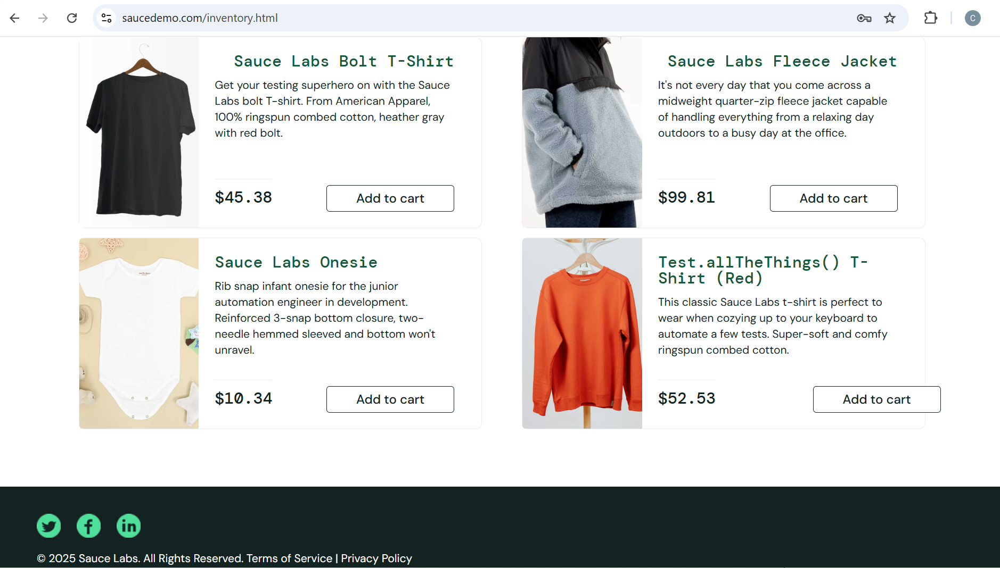 saucedemo.com/inventory.html
C
Sauce Labs Bolt T-Shirt
Get your testing superhero on with the Sauce
Labs bolt T-shirt. From American Apparel,
100% ringspun combed cotton, heather gray
with red bolt.
$45.38
Add to cart
Sauce Labs Fleece Jacket
It's not every day that you come across a
midweight quarter-zip fleece jacket capable
of handling everything from a relaxing day
outdoors to a busy day at the office.
$99.81
Add to cart
Sauce Labs Onesie
Rib snap infant onesie for the junior
automation engineer in development.
Reinforced 3-snap bottom closure, two-
needle hemmed sleeved and bottom won't
unravel.
$10.34
Add to cart
Test.allTheThings() T-
Shirt (Red)
This classic Sauce Labs t-shirt is perfect to
wear when cozying up to your keyboard to
automate a few tests. Super-soft and comfy
ringspun combed cotton.
$52.53
Add to cart
f
in
© 2025 Sauce Labs. All Rights Reserved. Terms of Service | Privacy Policy